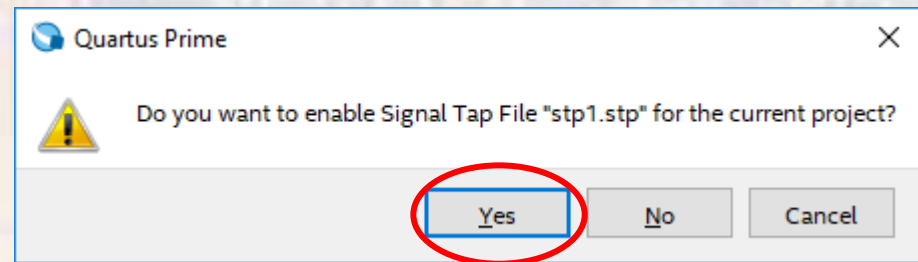 Quartus Prime
Do you want to enable Signal Tap File "stp1.stp" for the current project?
Yes No Cancel